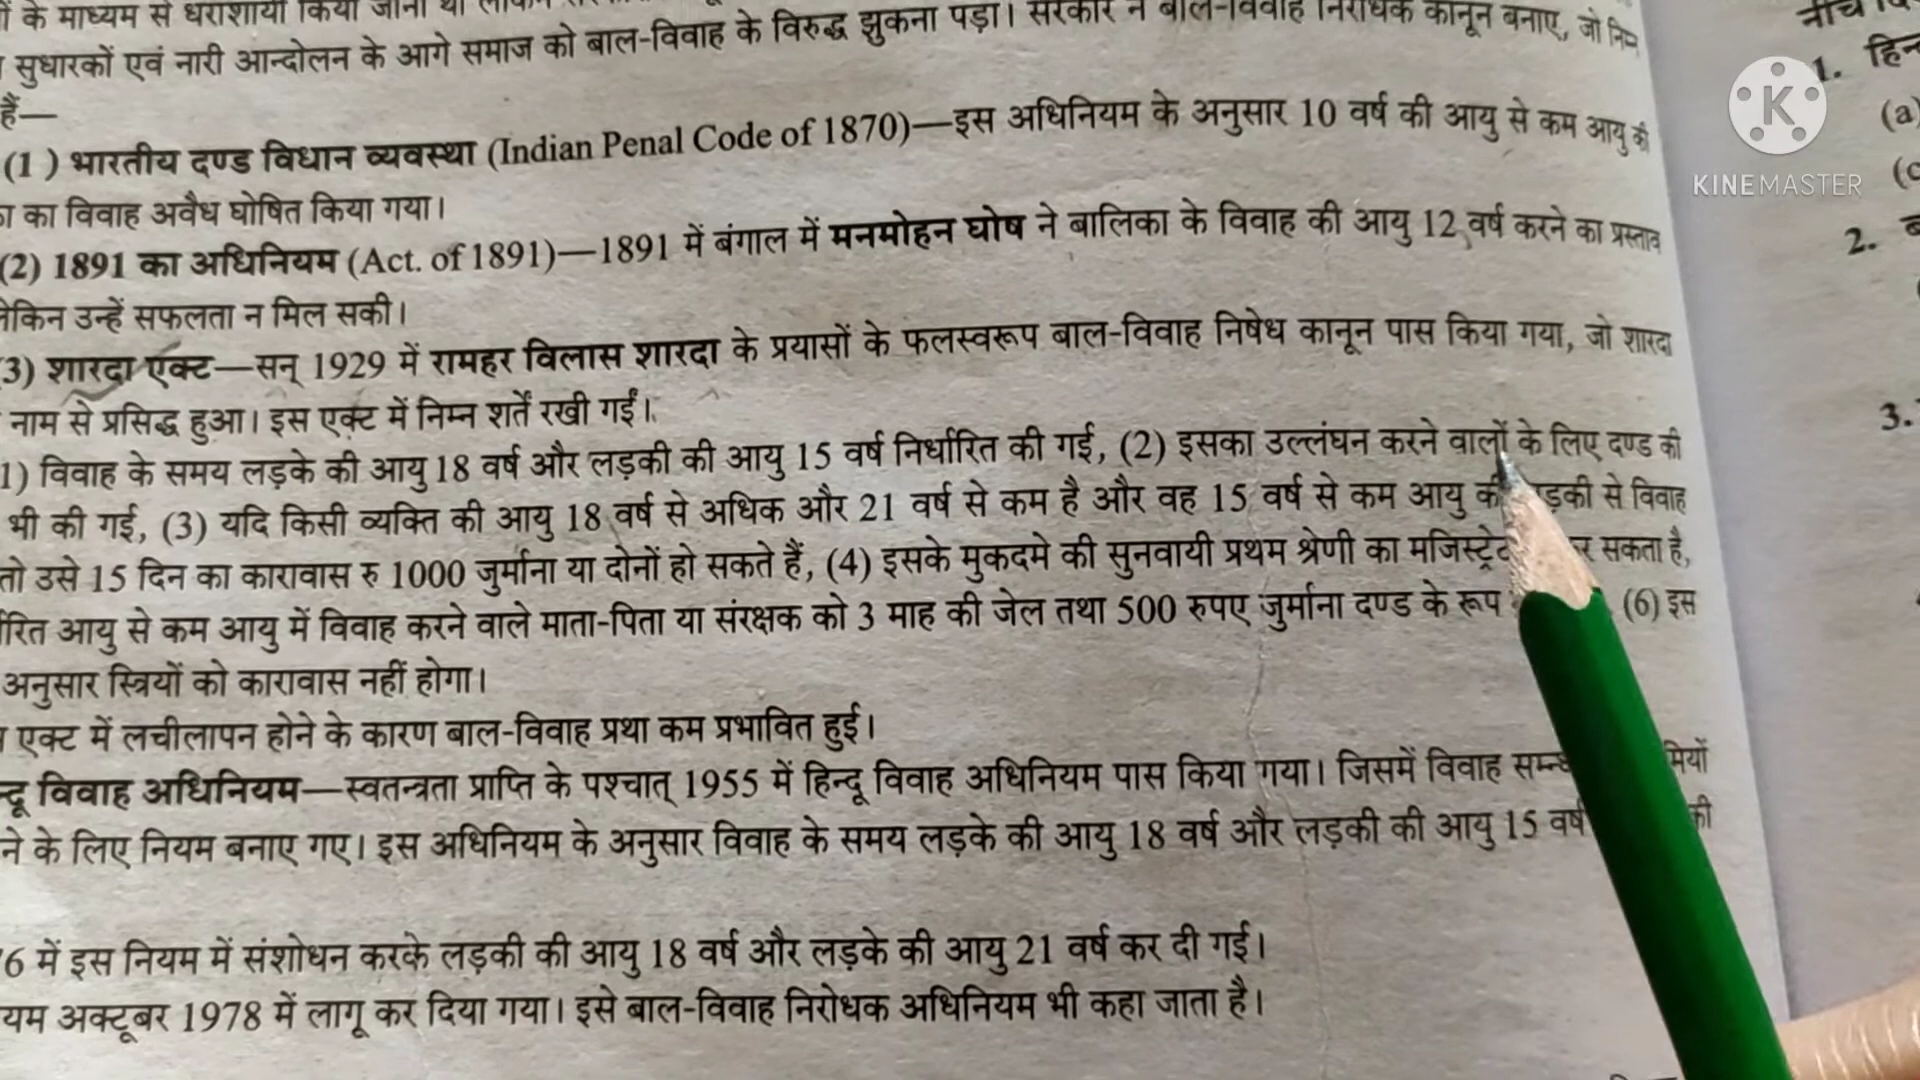 के माध्यम से धराशायी किया जाना था
सुधारकों एवं नारी आन्दोलन के आगे समाज को बाल-विवाह के विरुद्ध झुकना पड़ा। सरकार ने बाल-विवाह निरोधक कानून बनाए, जो निम्न
हैं—
(1 ) भारतीय दण्ड विधान व्यवस्था (Indian Penal Code of 1870)—इस अधिनियम के अनुसार 10 वर्ष की आयु से कम आयु की
का विवाह अवैध घोषित किया गया।
(2) 1891 का अधिनियम (Act. of 1891)—1891 में बंगाल में मनमोहन घोष ने बालिका के विवाह की आयु 12 वर्ष करने का प्रस्ताव
लेकिन उन्हें सफलता न मिल सकी।
3) शारदा एक्ट—सन् 1929 में रामहर विलास शारदा के प्रयासों के फलस्वरूप बाल-विवाह निषेध कानून पास किया गया, जो शारदा
नाम से प्रसिद्ध हुआ। इस एक्ट में निम्न शर्तें रखी गईं।
1) विवाह के समय लड़के की आयु 18 वर्ष और लड़की की आयु 15 वर्ष निर्धारित की गई, (2) इसका उल्लंघन करने वालों के लिए दण्ड की
भी की गई, (3) यदि किसी व्यक्ति की आयु 18 वर्ष से अधिक और 21 वर्ष से कम है और वह 15 वर्ष से कम आयु की ड़की से विवाह
तो उसे 15 दिन का कारावास रु 1000 जुर्माना या दोनों हो सकते हैं, (4) इसके मुकदमे की सुनवायी प्रथम श्रेणी का मजिस्ट्रेट र सकता है,
रित आयु से कम आयु में विवाह करने वाले माता-पिता या संरक्षक को 3 माह की जेल तथा 500 रुपए जुर्माना दण्ड के रूप (6) इस
अनुसार स्त्रियों को कारावास नहीं होगा।
एक्ट में लचीलापन होने के कारण बाल-विवाह प्रथा कम प्रभावित हुई।
न्दू विवाह अधिनियम—स्वतन्त्रता प्राप्ति के पश्चात् 1955 में हिन्दू विवाह अधिनियम पास किया गया। जिसमें विवाह मियों
ने के लिए नियम बनाए गए। इस अधिनियम के अनुसार विवाह के समय लड़के की आयु 18 वर्ष और लड़की की आयु 15 वर्ष की
6 में इस नियम में संशोधन करके लड़की की आयु 18 वर्ष और लड़के की आयु 21 वर्ष कर दी गई।
यम अक्टूबर 1978 में लागू कर दिया गया। इसे बाल-विवाह निरोधक अधिनियम भी कहा जाता है।
नीचे
1. हिन्
(a)
(c
2. ब
3.
K
KINEMASTER